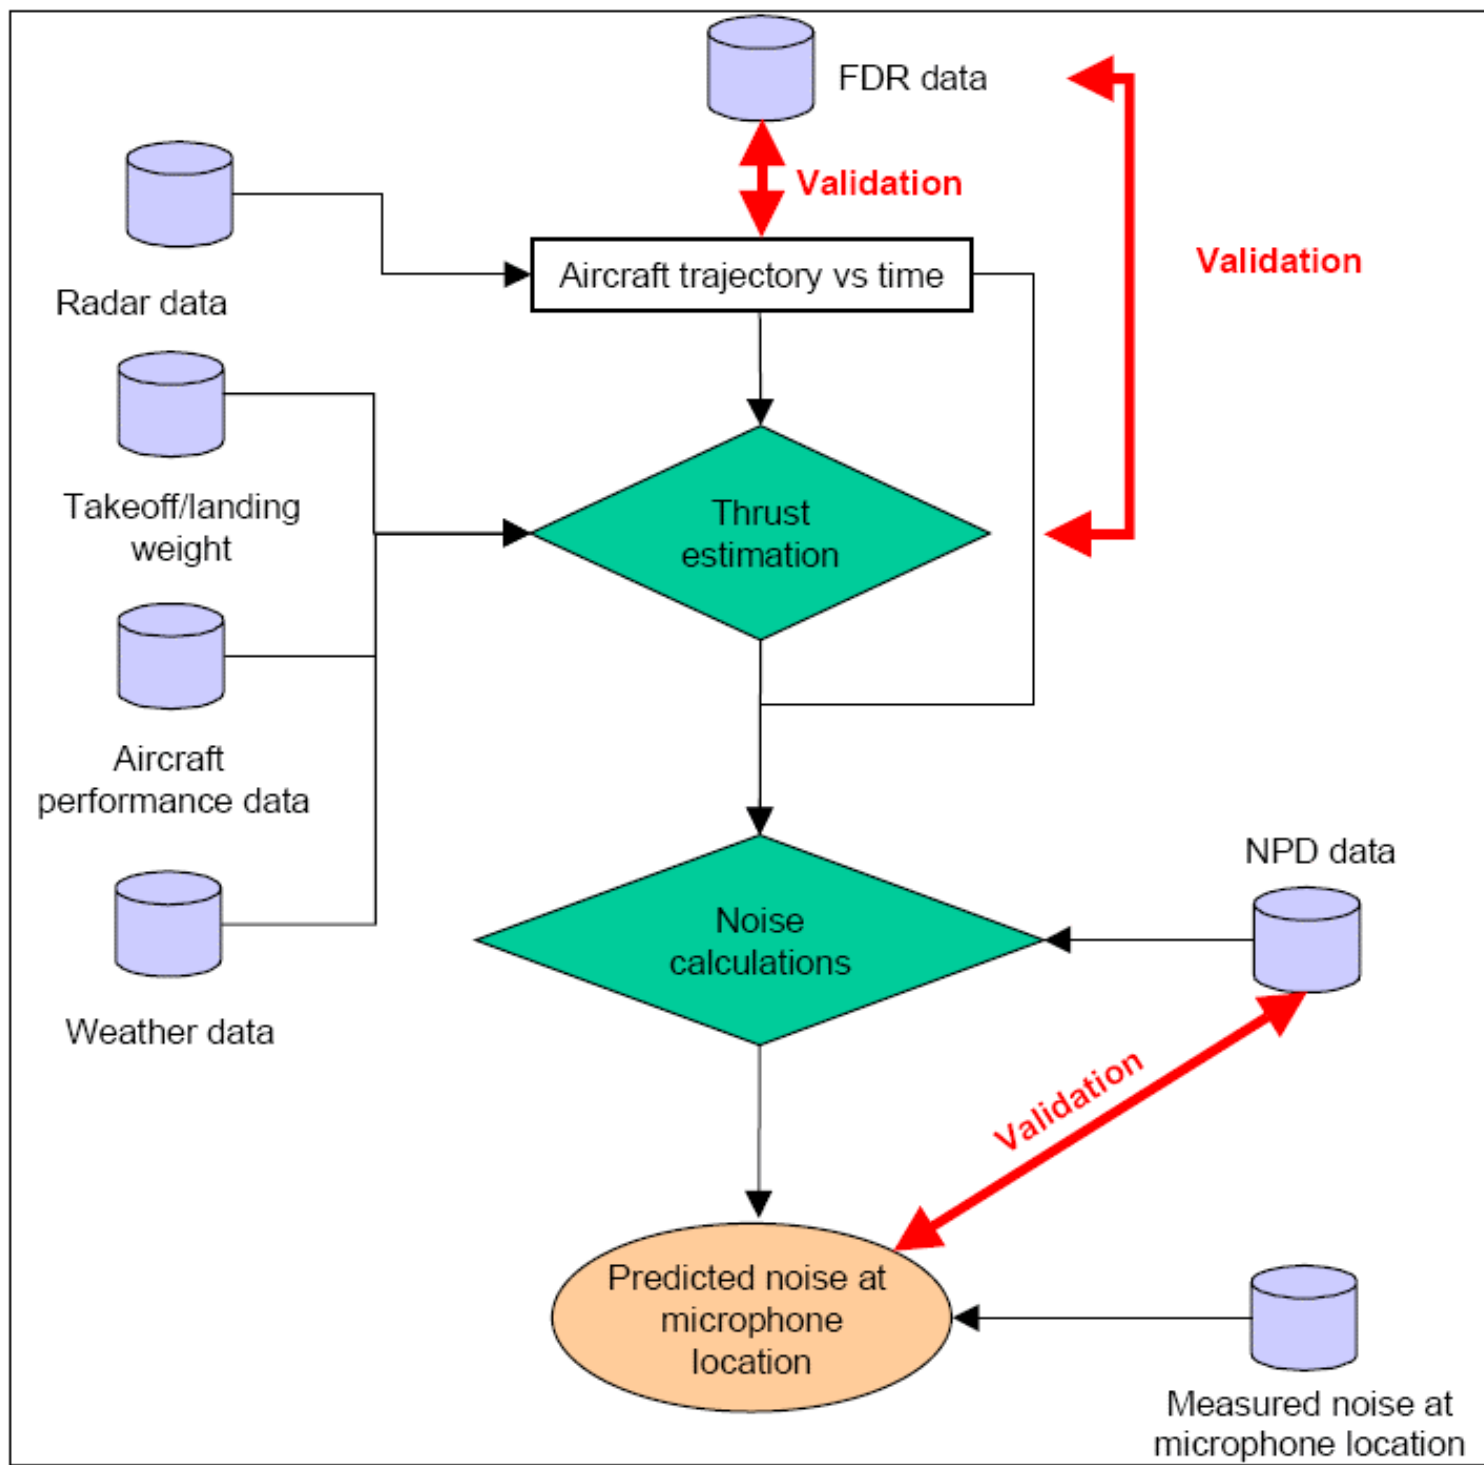 FDR data
Validation
Validation
Radar data
Aircraft trajectory vs time
Takeoff/landing
weight
Thrust
estimation
Aircraft
performance data
NPD data
Noise
calculations
Weather data
Validation
Predicted noise at
microphone
location
Measured noise at
microphone location